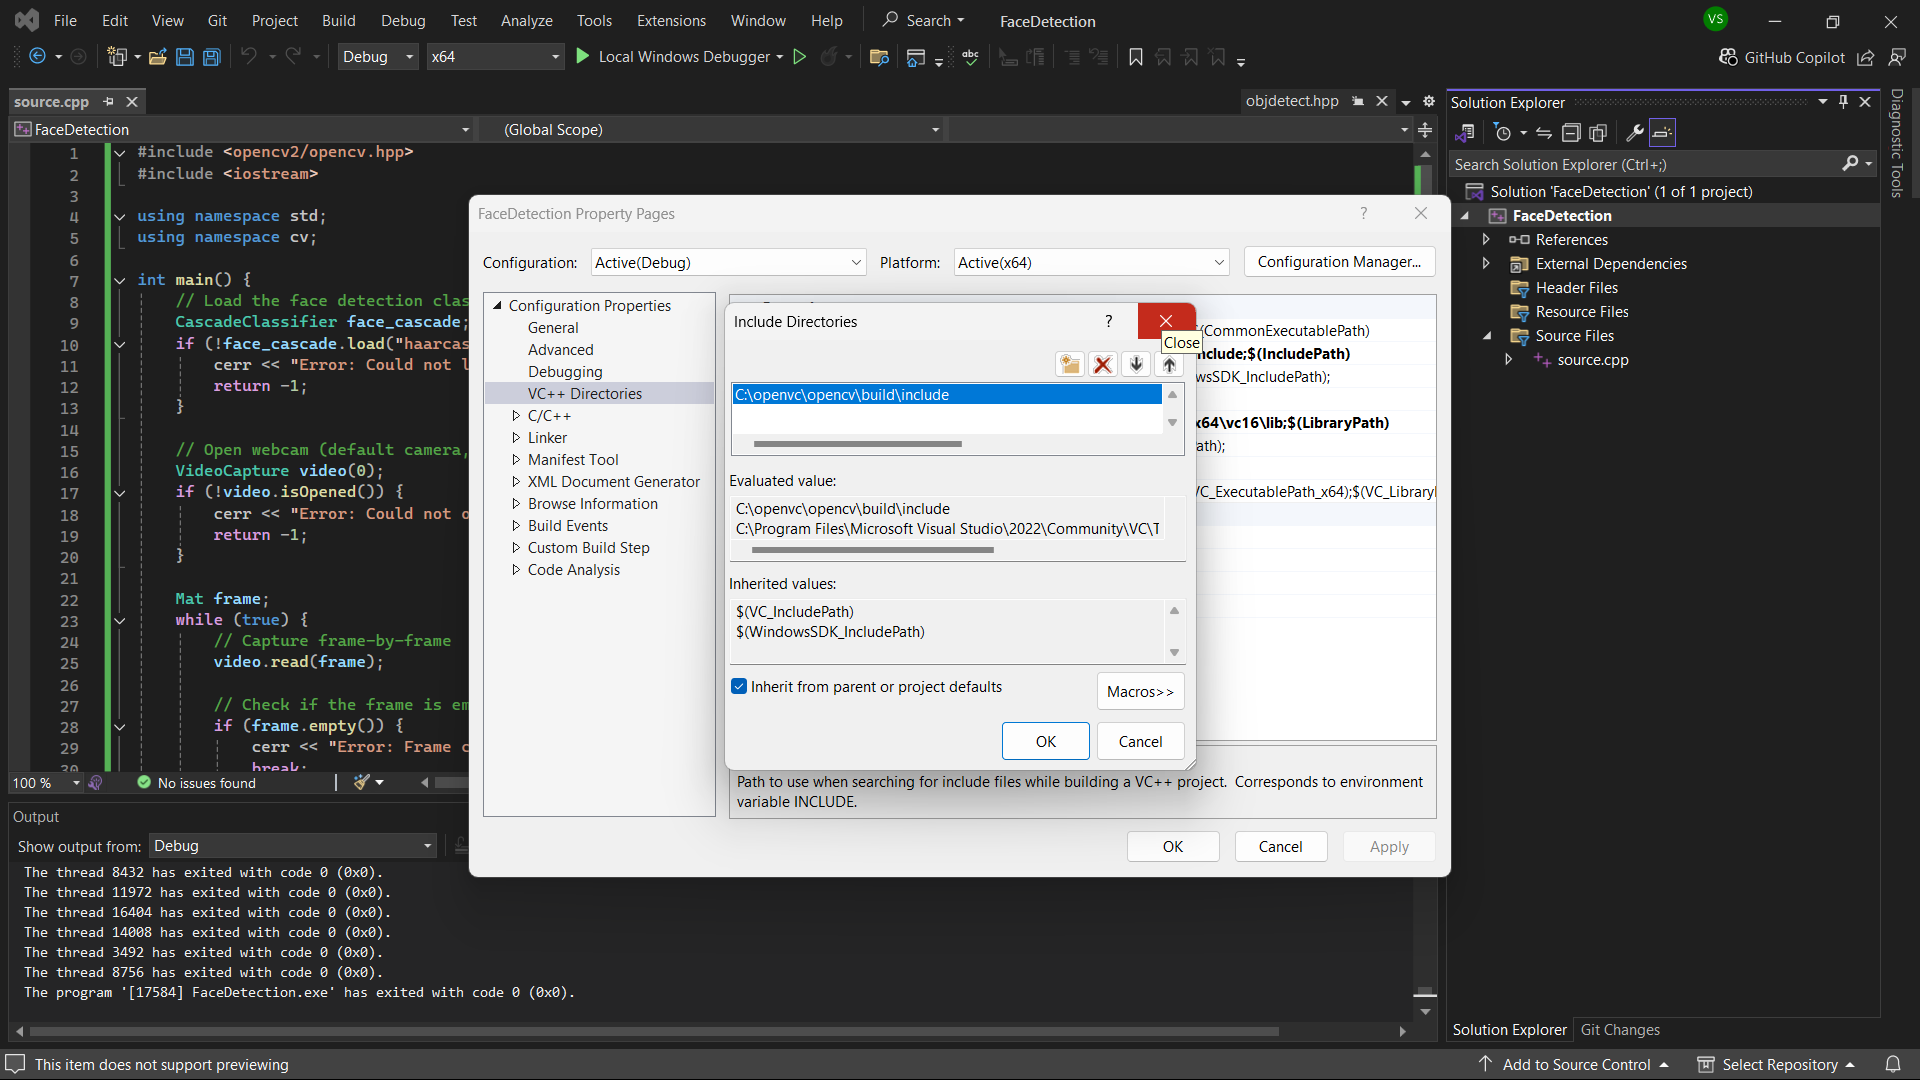 File Edit View Git Project Build Debug Test Analyze Tools Extensions Window Help Search FaceDetection VS
Debug x64 Local Windows Debugger abc GitHub Copilot
source.cpp objdetect.hpp
FaceDetection (Global Scope)
1 #include <opencv2/opencv.hpp>
2 #include <iostream>
3
4 using namespace std;
5 using namespace cv;
6
7 int main() {
8 // Load the face detection clas
9 CascadeClassifier face_cascade;
10 if (!face_cascade.load("haarcas
11 cerr << "Error: Could not l
12 return -1;
13 }
14
15 // Open webcam (default camera,
16 VideoCapture video(0);
17 if (!video.isOpened()) {
18 cerr << "Error: Could not o
19 return -1;
20 }
21
22 Mat frame;
23 while (true) {
24 // Capture frame-by-frame
25 video.read(frame);
26
27 // Check if the frame is em
28 if (frame.empty()) {
29 cerr << "Error: Frame c
30 break;
100 % No issues found
Output
Show output from: Debug
The thread 8432 has exited with code 0 (0x0).
The thread 11972 has exited with code 0 (0x0).
The thread 16404 has exited with code 0 (0x0).
The thread 14008 has exited with code 0 (0x0).
The thread 3492 has exited with code 0 (0x0).
The thread 8756 has exited with code 0 (0x0).
The program '[17584] FaceDetection.exe' has exited with code 0 (0x0).
FaceDetection Property Pages ?
Configuration: Active(Debug) Platform: Active(x64) Configuration Manager...
Configuration Properties
General
Advanced
Debugging
VC++ Directories
C/C++
Linker
Manifest Tool
XML Document Generator
Browse Information
Build Events
Custom Build Step
Code Analysis
(CommonExecutablePath)
nclude;$(IncludePath)
wsSDK_IncludePath);
x64\vc16\lib;$(LibraryPath)
ath);
VC_ExecutablePath_x64);$(VC_Libraryl
Include Directories ?
Close
C:\openvc\opencv\build\include
Evaluated value:
C:\openvc\opencv\build\include
C:\Program Files\Microsoft Visual Studio\2022\Community\VC\T
Inherited values:
$(VC_IncludePath)
$(WindowsSDK_IncludePath)
Inherit from parent or project defaults Macros>>
OK Cancel
Path to use when searching for include files while building a VC++ project. Corresponds to environment
variable INCLUDE.
OK Cancel Apply
Solution Explorer
Search Solution Explorer (Ctrl+;)
Solution 'FaceDetection' (1 of 1 project)
FaceDetection
References
External Dependencies
Header Files
Resource Files
Source Files
source.cpp
Diagnostic Tools
Solution Explorer Git Changes
This item does not support previewing Add to Source Control Select Repository